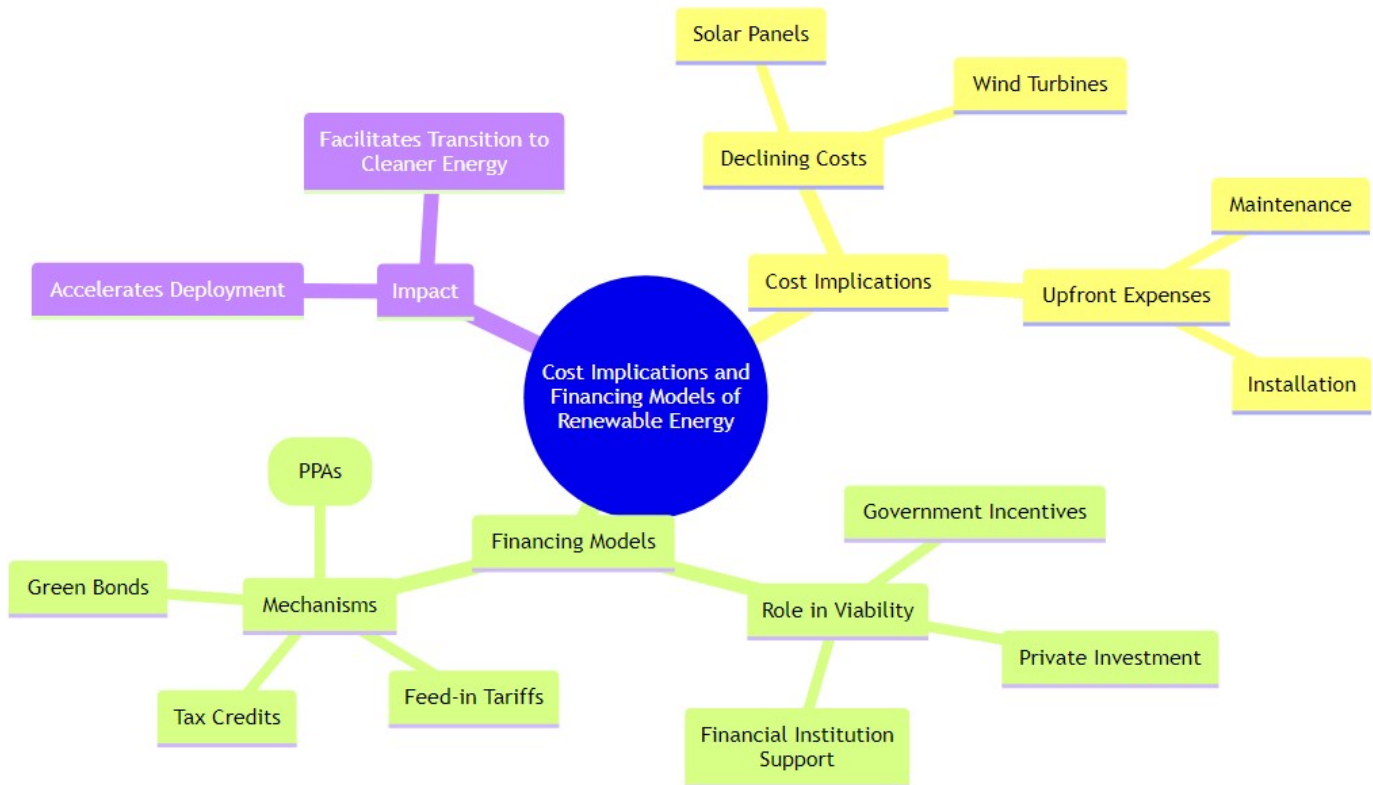 Solar Panels
Wind Turbines
Facilitates Transition to
Cleaner Energy
Declining Costs
Maintenance
Accelerates Deployment
Impact
Cost Implications
Upfront Expenses
Cost Implications and
Financing Models of
Renewable Energy
Installation
PPAs
Government Incentives
Financing Models
Green Bonds
Mechanisms
Role in Viability
Private Investment
Tax Credits
Feed-in Tariffs
Financial Institution
Support